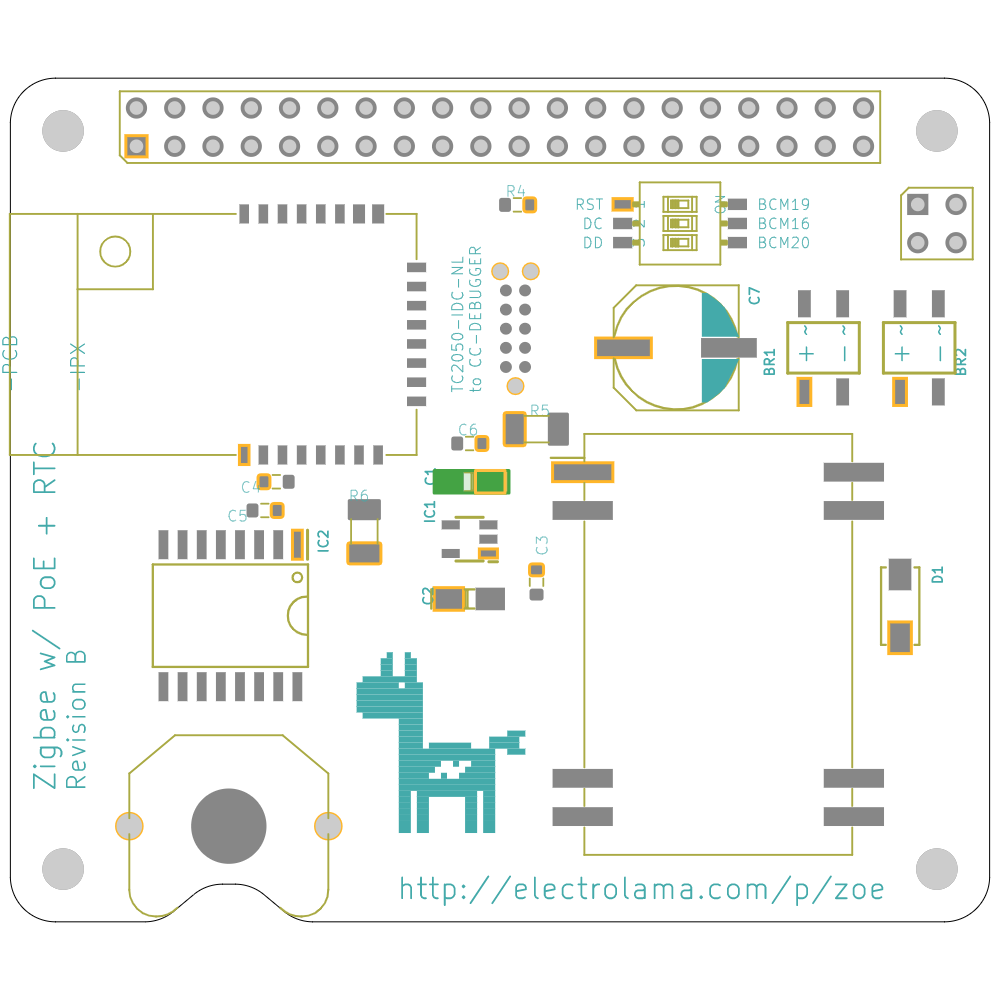 R4
RST
1
NO
BCM19
DC
2
BCM16
DD
3
BCM20
TC2050-IDC-NL
to CC-DEBUGGER
C7
_PCB
_IPX
+ ~
- ~
BR1
+ ~
- ~
BR2
R5
C6
C1
C4
C5
R6
IC1
IC2
C3
C2
D1
Zigbee w/ PoE + RTC
Revision B
http://electrolama.com/p/zoe